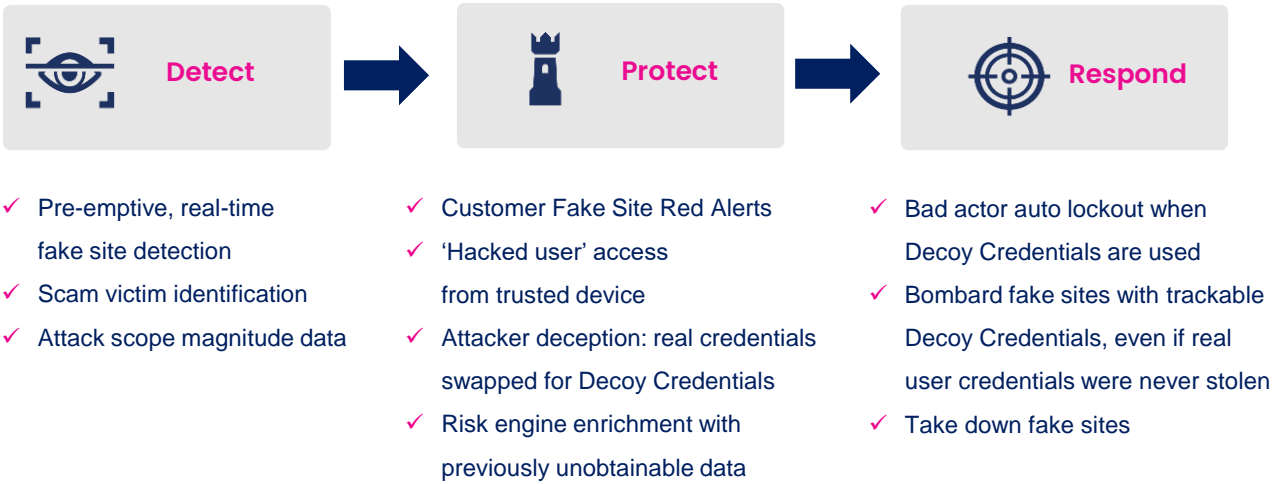 Detect
Protect
Respond
✓ Pre-emptive, real-time
fake site detection
✓ Scam victim identification
✓ Attack scope magnitude data
✓ Customer Fake Site Red Alerts
✓ ‘Hacked user’ access
from trusted device
✓ Attacker deception: real credentials
swapped for Decoy Credentials
✓ Risk engine enrichment with
previously unobtainable data
✓ Bad actor auto lockout when
Decoy Credentials are used
✓ Bombard fake sites with trackable
Decoy Credentials, even if real
user credentials were never stolen
✓ Take down fake sites